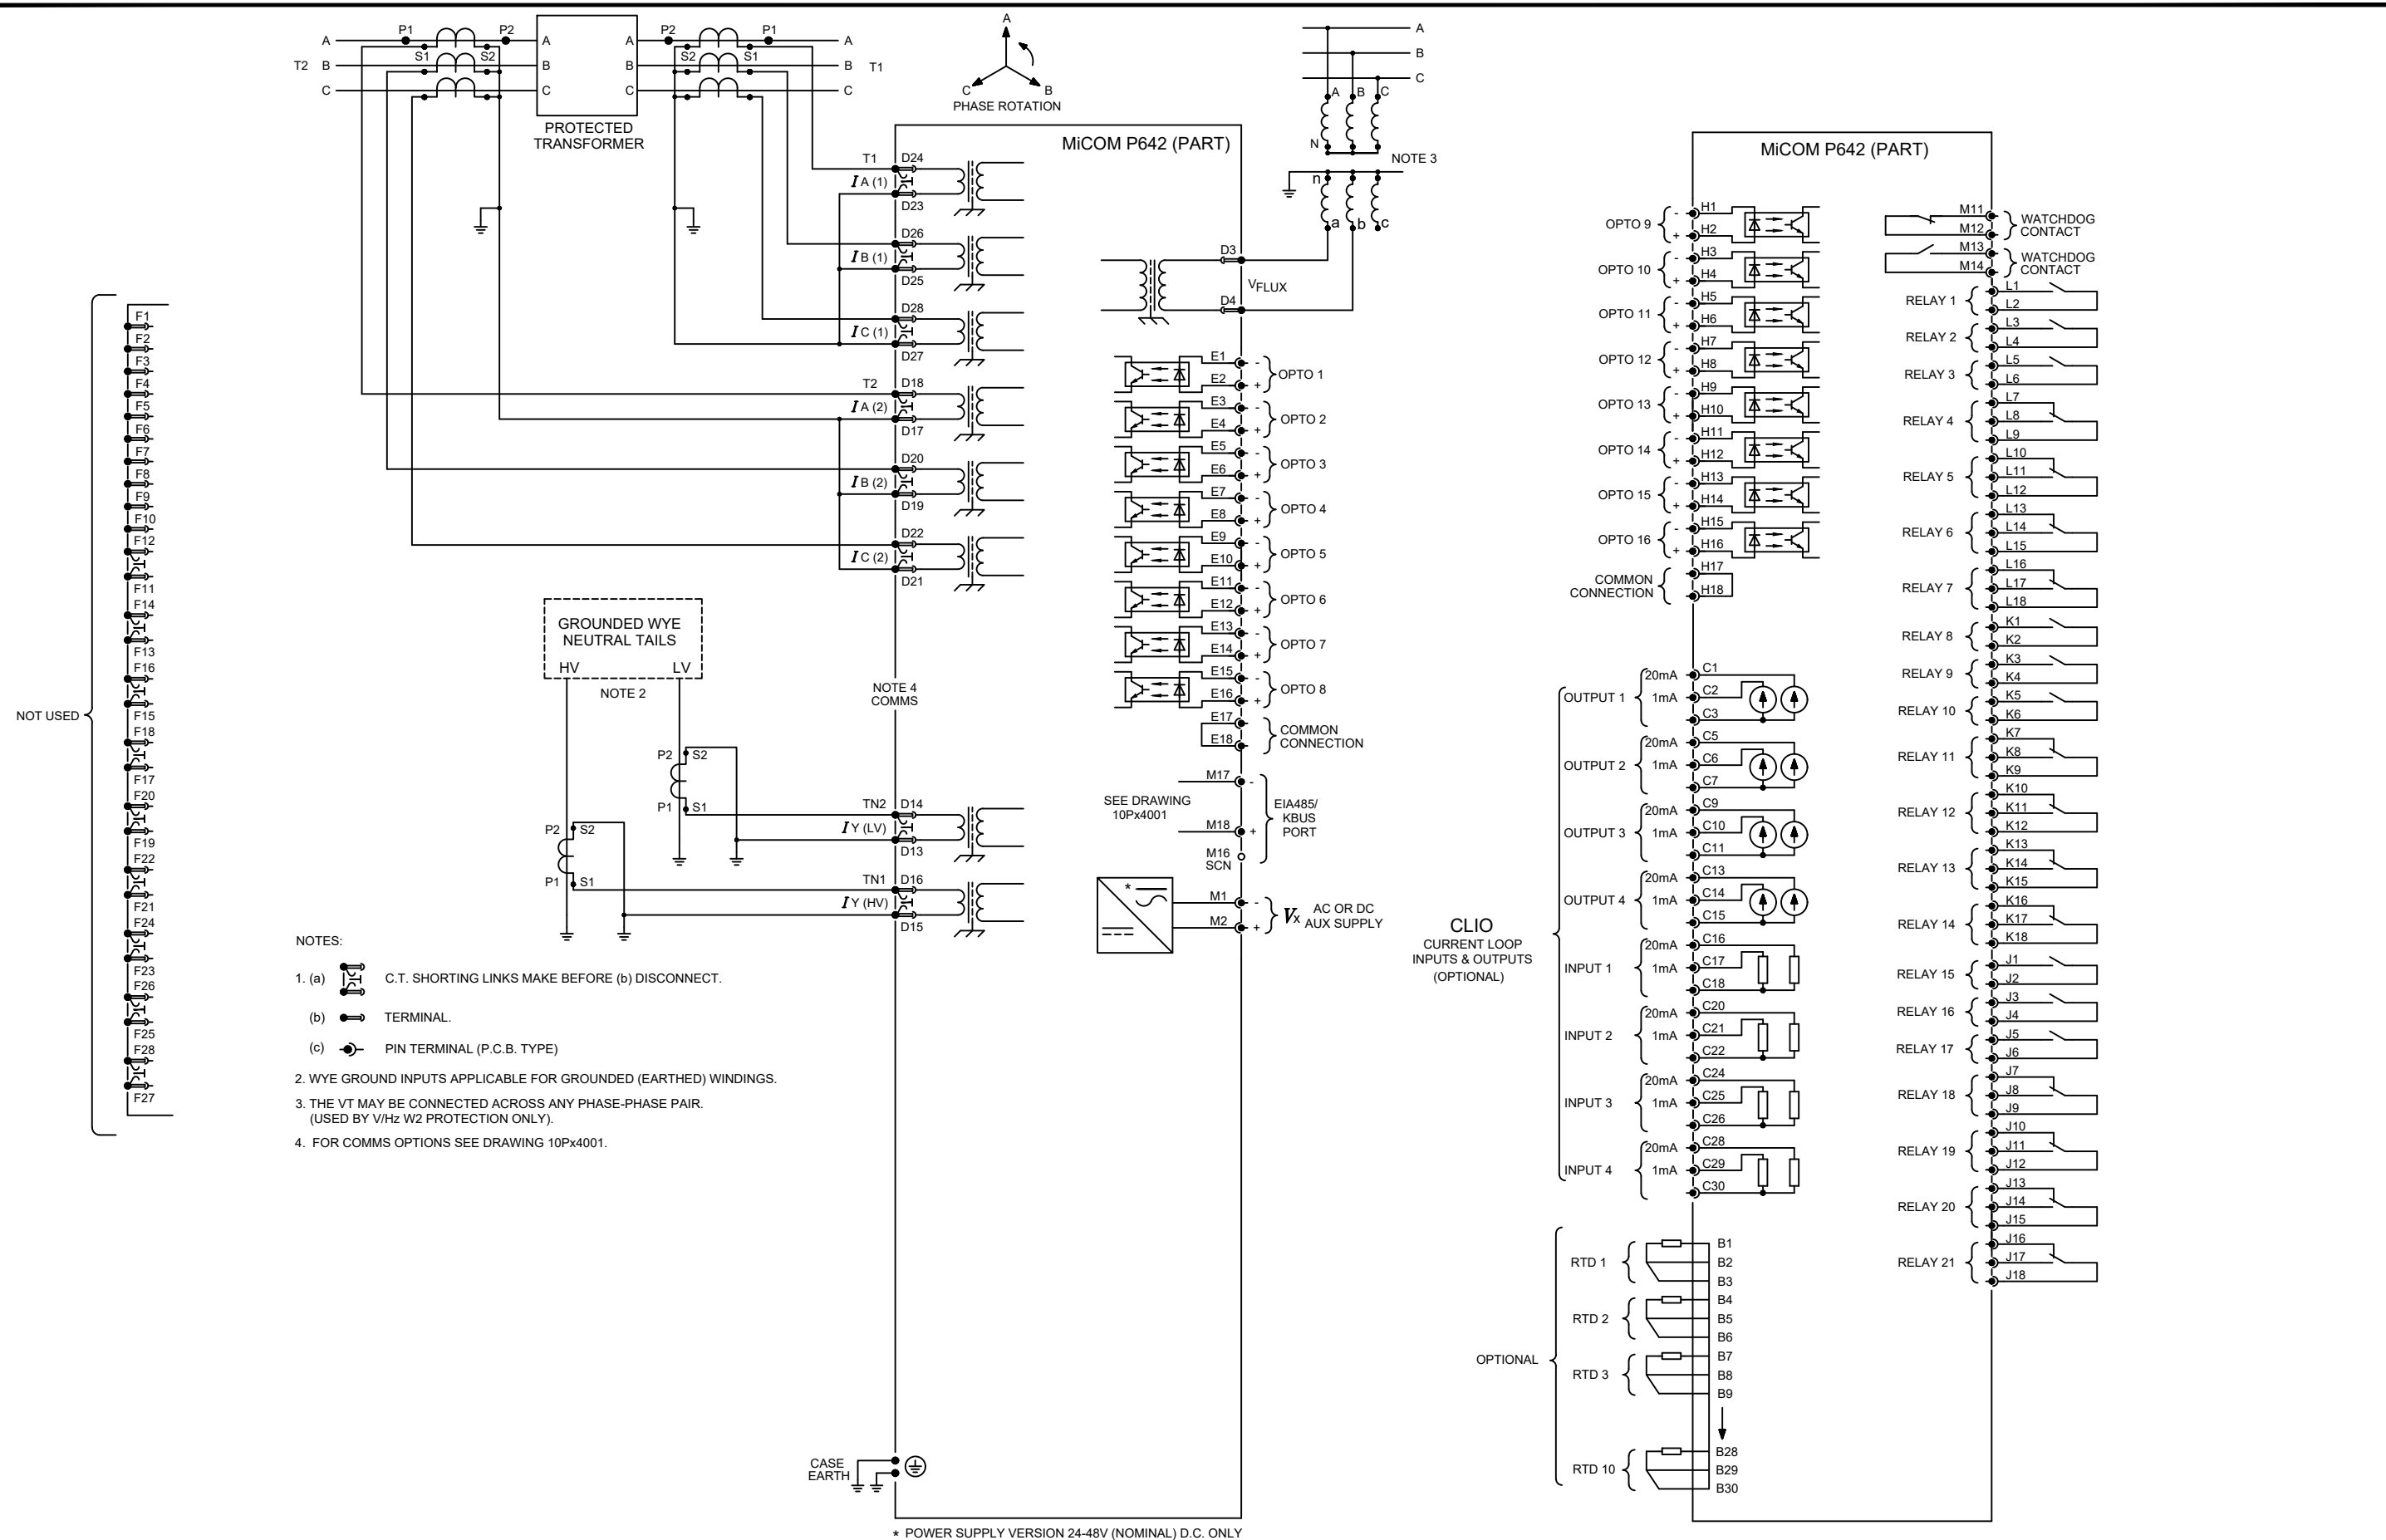 A
P1
P2
A
A
P2
P1
A
S1
S2
S2
S1
T2
B
B
B
B
T1
C
C
C
C
PROTECTED
TRANSFORMER
A
C
B
PHASE ROTATION
A
B
C
A
B
C
N
NOTE 3
n
a
b
c
MiCOM P642 (PART)
T1
D24
I A (1)
D23
D26
I B (1)
D25
D28
I C (1)
D27
T2
D18
I A (2)
D17
D20
I B (2)
D19
D22
I C (2)
D21
D3
VFLUX
D4
E1
-
E2
+
OPTO 1
E3
-
E4
+
OPTO 2
E5
-
E6
+
OPTO 3
E7
-
E8
+
OPTO 4
E9
-
E10
+
OPTO 5
E11
-
E12
+
OPTO 6
E13
-
E14
+
OPTO 7
E15
-
E16
+
OPTO 8
E17
E18
COMMON
CONNECTION
M17
-
SEE DRAWING
10Px4001
M18
+
M16
SCN
EIA485/
KBUS
PORT
*
M1
-
M2
+
Vx
AC OR DC
AUX SUPPLY
NOTE 4
COMMS
GROUNDED WYE
NEUTRAL TAILS
HV
LV
NOTE 2
P2
S2
P1
S1
TN2
D14
I Y (LV)
D13
P2
S2
P1
S1
TN1
D16
I Y (HV)
D15
CASE
EARTH
* POWER SUPPLY VERSION 24-48V (NOMINAL) D.C. ONLY
NOT USED
F1
F2
F3
F4
F5
F6
F7
F8
F9
F10
F12
F11
F14
F13
F16
F15
F18
F17
F20
F19
F22
F21
F24
F23
F26
F25
F28
F27
NOTES:
1. (a) C.T. SHORTING LINKS MAKE BEFORE (b) DISCONNECT.
(b) TERMINAL.
(c) PIN TERMINAL (P.C.B. TYPE)
2. WYE GROUND INPUTS APPLICABLE FOR GROUNDED (EARTHED) WINDINGS.
3. THE VT MAY BE CONNECTED ACROSS ANY PHASE-PHASE PAIR.
(USED BY V/Hz W2 PROTECTION ONLY).
4. FOR COMMS OPTIONS SEE DRAWING 10Px4001.
MiCOM P642 (PART)
OPTO 9
-
H1
+
H2
OPTO 10
-
H3
+
H4
OPTO 11
-
H5
+
H6
OPTO 12
-
H7
+
H8
OPTO 13
-
H9
+
H10
OPTO 14
-
H11
+
H12
OPTO 15
-
H13
+
H14
OPTO 16
-
H15
+
H16
COMMON
CONNECTION
H17
H18
CLIO
CURRENT LOOP
INPUTS & OUTPUTS
(OPTIONAL)
OUTPUT 1
20mA
C1
1mA
C2
C3
OUTPUT 2
20mA
C5
1mA
C6
C7
OUTPUT 3
20mA
C9
1mA
C10
C11
OUTPUT 4
20mA
C13
1mA
C14
C15
INPUT 1
20mA
C16
1mA
C17
C18
INPUT 2
20mA
C20
1mA
C21
C22
INPUT 3
20mA
C24
1mA
C25
C26
INPUT 4
20mA
C28
1mA
C29
C30
OPTIONAL
RTD 1
B1
B2
B3
RTD 2
B4
B5
B6
RTD 3
B7
B8
B9
RTD 10
B28
B29
B30
M11
M12
WATCHDOG
CONTACT
M13
M14
WATCHDOG
CONTACT
RELAY 1
L1
L2
RELAY 2
L3
L4
RELAY 3
L5
L6
RELAY 4
L7
L8
L9
RELAY 5
L10
L11
L12
RELAY 6
L13
L14
L15
RELAY 7
L16
L17
L18
RELAY 8
K1
K2
RELAY 9
K3
K4
RELAY 10
K5
K6
RELAY 11
K7
K8
K9
RELAY 12
K10
K11
K12
RELAY 13
K13
K14
K15
RELAY 14
K16
K17
K18
RELAY 15
J1
J2
RELAY 16
J3
J4
RELAY 17
J5
J6
RELAY 18
J7
J8
J9
RELAY 19
J10
J11
J12
RELAY 20
J13
J14
J15
RELAY 21
J16
J17
J18